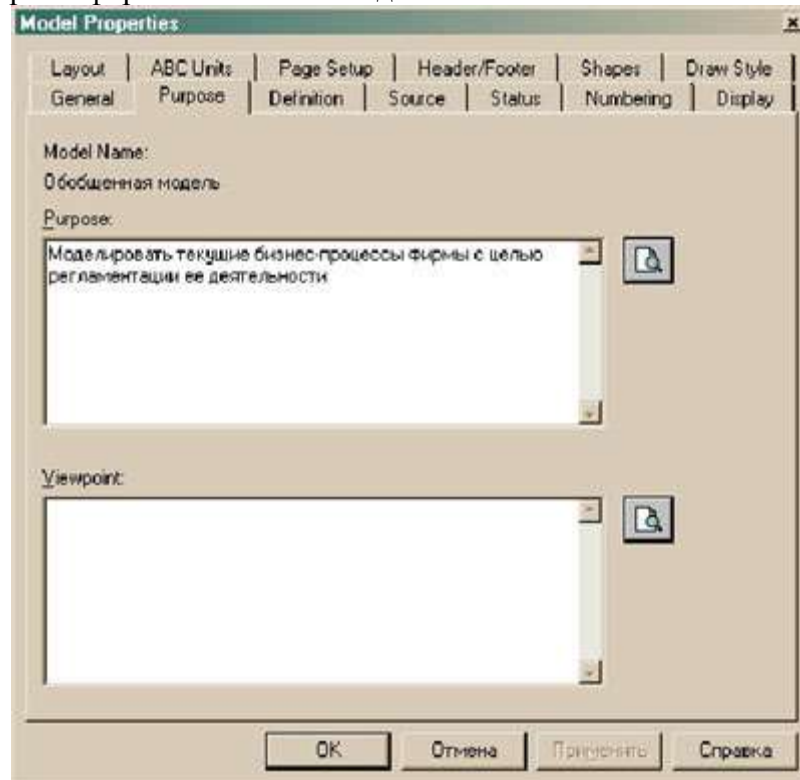 Model Properties
Layout ABC Units Page Setup Header/Footer Shapes Draw Style
General Purpose Definition Source Status Numbering Display
Model Name:
Обобщенная модель
Purpose:
Моделировать текущие бизнес-процессы фирмы с целью
регламентации ее деятельности
Viewpoint:
OK Отмена Применить Справка